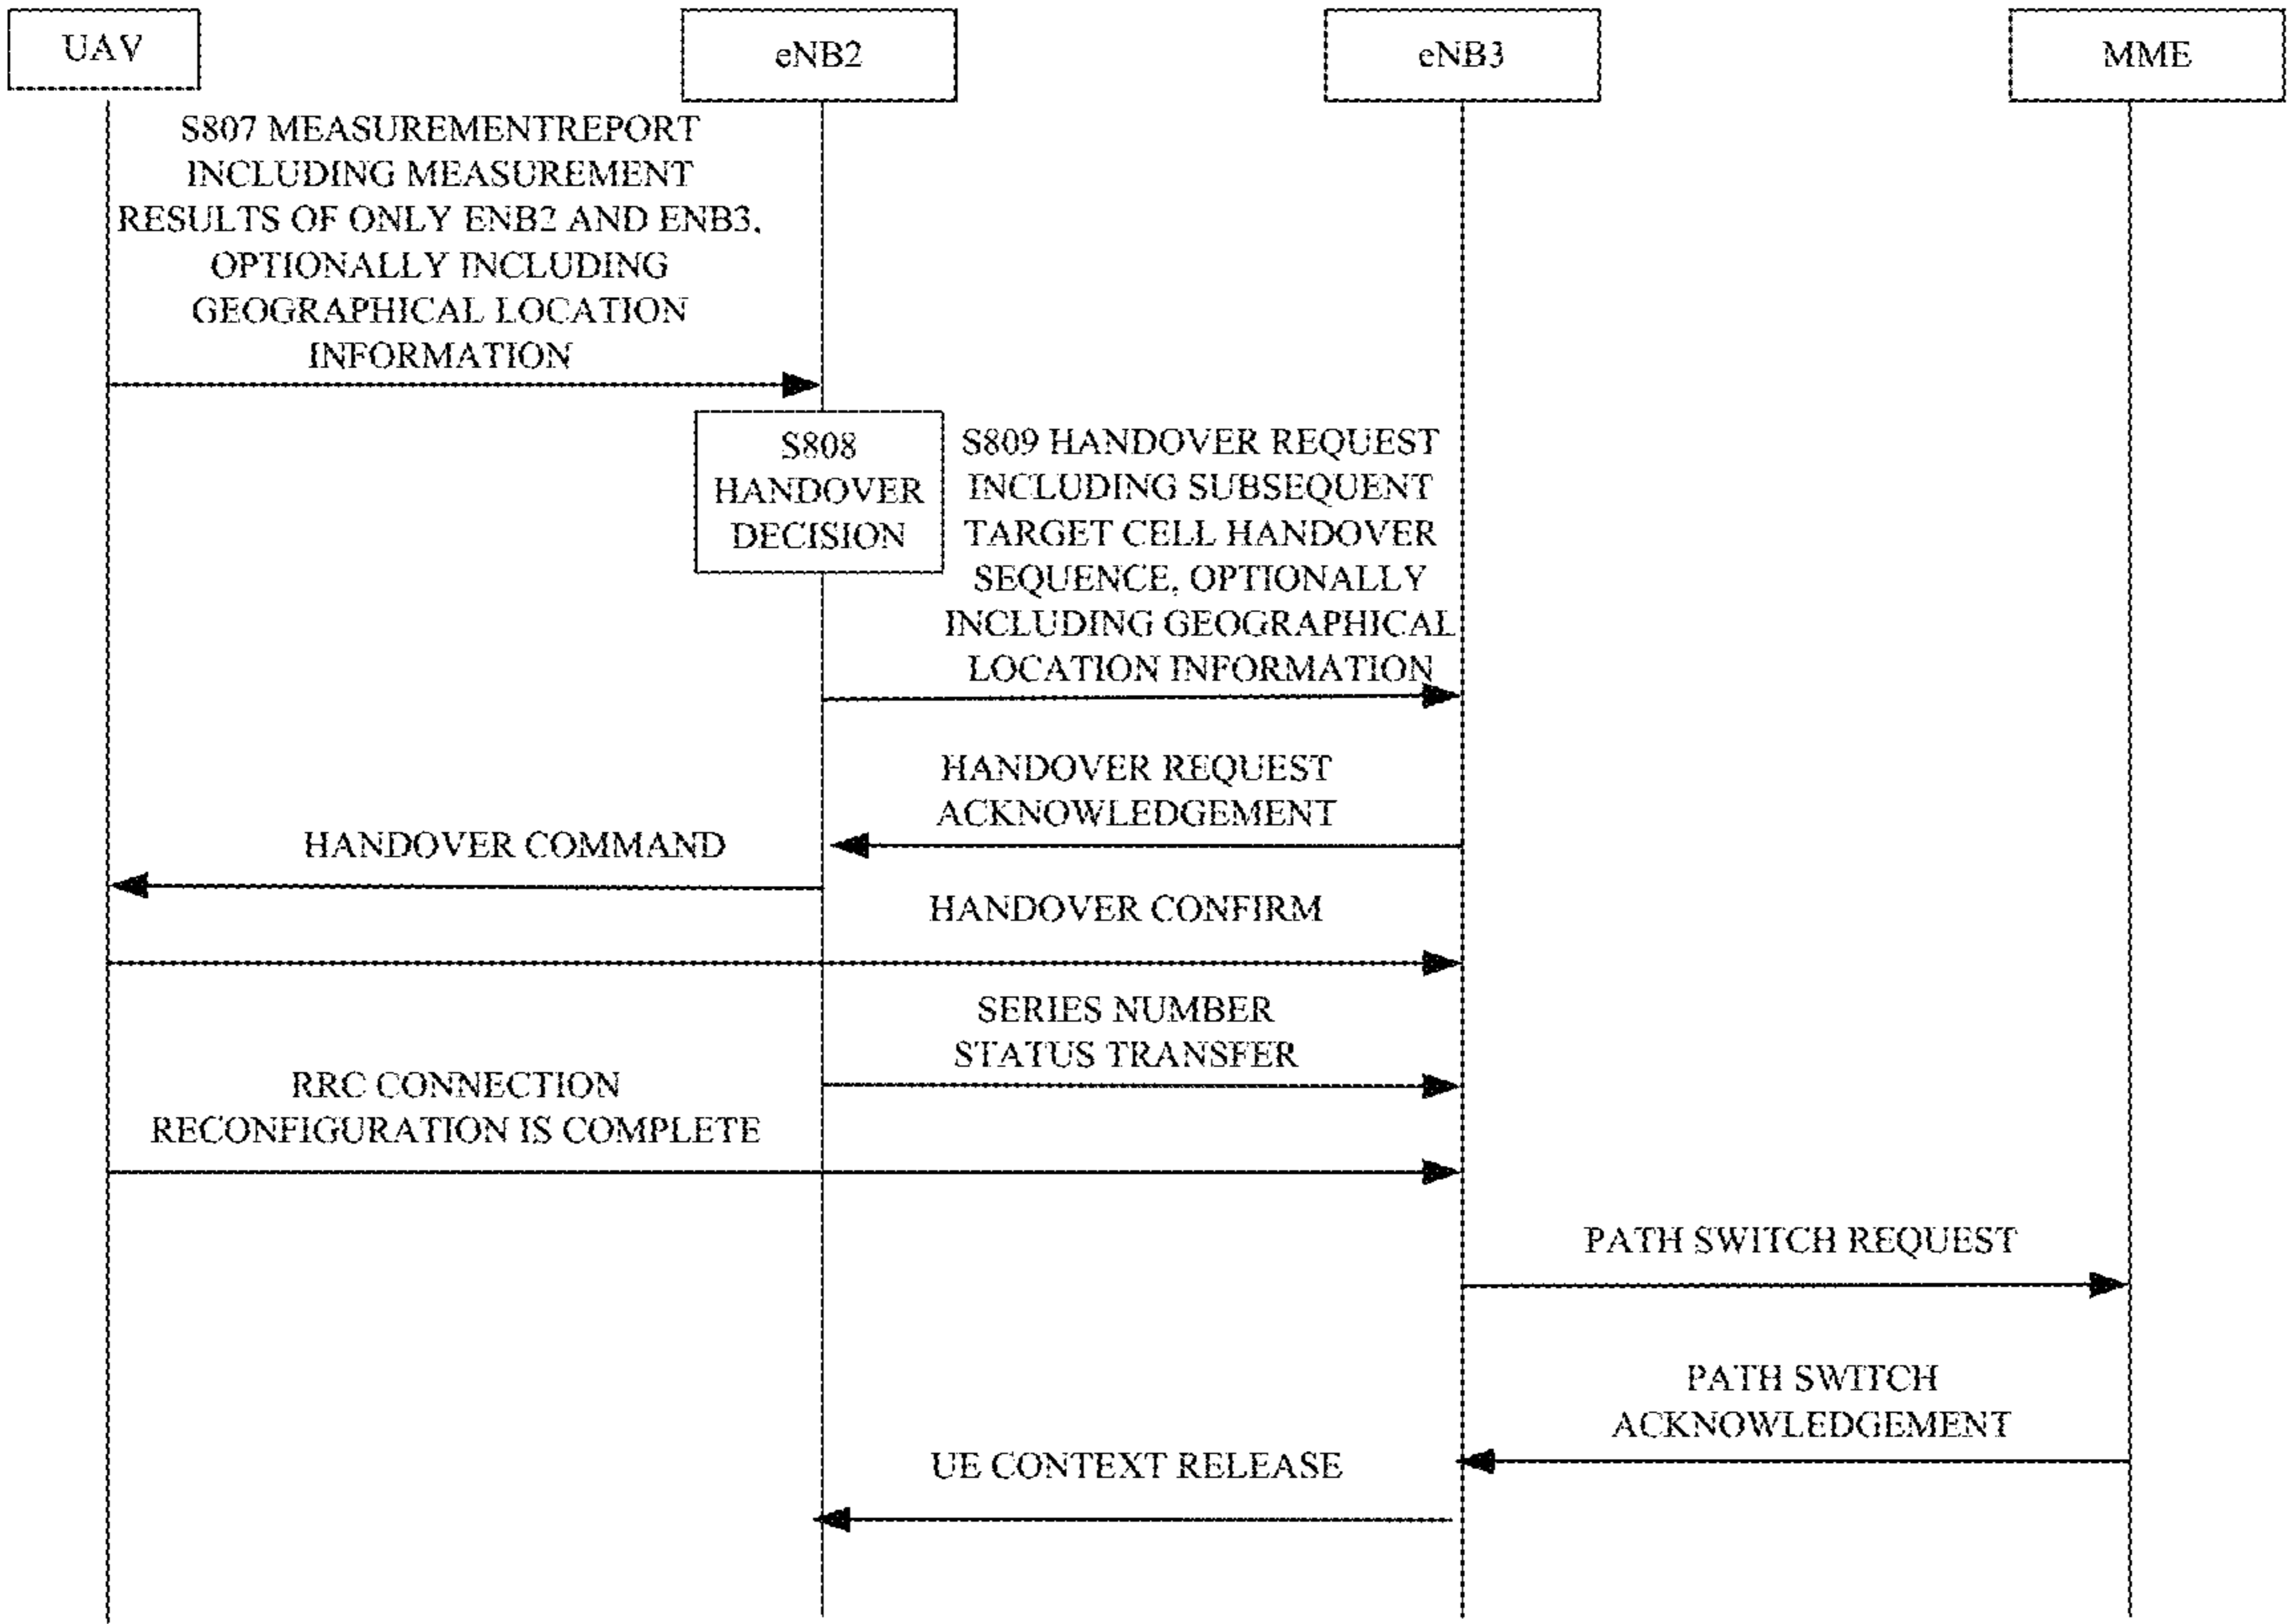 UAV
eNB2
eNB3
MME
S807 MEASUREMENTREPORT
INCLUDING MEASUREMENT
RESULTS OF ONLY ENB2 AND ENB3,
OPTIONALLY INCLUDING
GEOGRAPHICAL LOCATION
INFORMATION
S808
HANDOVER
DECISION
S809 HANDOVER REQUEST
INCLUDING SUBSEQUENT
TARGET CELL HANDOVER
SEQUENCE, OPTIONALLY
INCLUDING GEOGRAPHICAL
LOCATION INFORMATION
HANDOVER REQUEST
ACKNOWLEDGEMENT
HANDOVER COMMAND
HANDOVER CONFIRM
SERIES NUMBER
STATUS TRANSFER
RRC CONNECTION
RECONFIGURATION IS COMPLETE
PATH SWITCH REQUEST
PATH SWITCH
ACKNOWLEDGEMENT
UE CONTEXT RELEASE